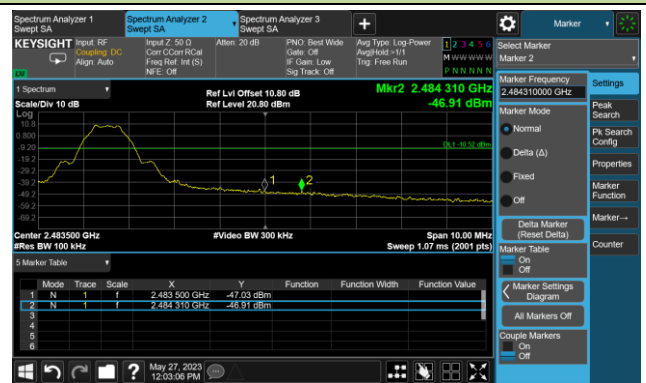 Spectrum Analyzer 1
Swept SA
Spectrum Analyzer 2
Swept SA
Spectrum Analyzer 3
Swept SA
+
Marker
KEYSIGHT
Input: RF
Coupling: DC
Align: Auto
Input Z: 50 Ω
Corr CCorr RCal
Freq Ref: Int (S)
NFE: Off
Atten: 20 dB
PNO: Best Wide
Gate: Off
IF Gain: Low
Sig Track: Off
Avg Type: Log-Power
Avg|Hold:>1/1
Trig: Free Run
1 2 3 4 5 6
M W W W W W
P N N N N N
LV
1 Spectrum
Scale/Div 10 dB
Ref Lvl Offset 10.80 dB
Ref Level 20.80 dBm
Mkr2 2.484 310 GHz
-46.91 dBm
Log
10.8
0.800
-9.20
-19.2
-29.2
-39.2
-49.2
-59.2
-69.2
DL1 -10.52 dBm
1
2
Center 2.483500 GHz
#Res BW 100 kHz
#Video BW 300 kHz
Span 10.00 MHz
Sweep 1.07 ms (2001 pts)
5 Marker Table
Mode Trace Scale X Y Function Function Width Function Value
1 N 1 f 2.483 500 GHz -47.03 dBm
2 N 1 f 2.484 310 GHz -46.91 dBm
3
4
5
6
Select Marker
Marker 2
Marker Frequency
2.484310000 GHz
Marker Mode
Normal
Delta (Δ)
Fixed
Off
Delta Marker
(Reset Delta)
Marker Table
On
Off
Marker Settings
Diagram
All Markers Off
Couple Markers
On
Off
Settings
Peak
Search
Pk Search
Config
Properties
Marker
Function
Marker→
Counter
?
May 27, 2023
12:03:06 PM